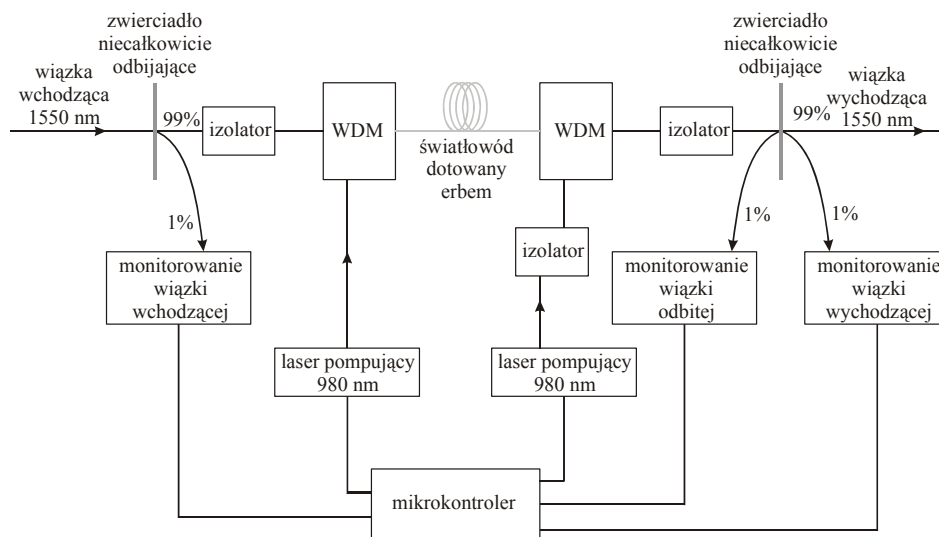 zwierciadło
niecałkowicie
odbijające
zwierciadło
niecałkowicie
odbijające
wiązka
wchodząca
1550 nm
99%
izolator
WDM
światłowód
dotowany
erbem
WDM
izolator
99%
wiązka
wychodząca
1550 nm
1%
1%
1%
izolator
monitorowanie
wiązki
wchodzącej
monitorowanie
wiązki
odbitej
monitorowanie
wiązki
wychodzącej
laser pompujący
980 nm
laser pompujący
980 nm
mikrokontroler